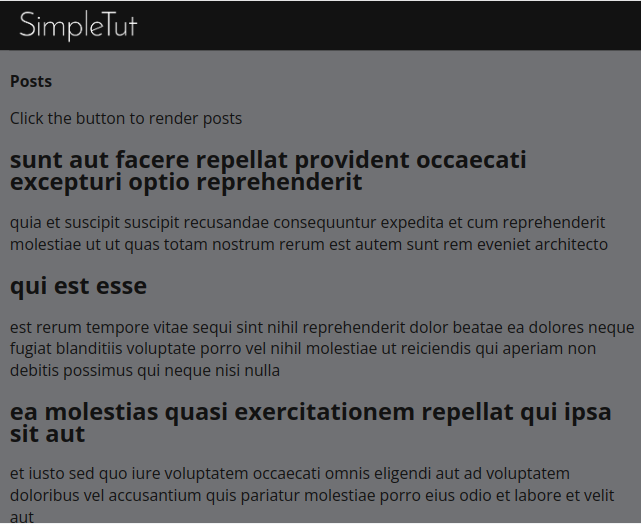 SimpleTut
Posts
Click the button to render posts
sunt aut facere repellat provident occaecati
excepturi optio reprehenderit
quia et suscipit suscipit recusandae consequuntur expedita et cum reprehenderit
molestiae ut ut quas totam nostrum rerum est autem sunt rem eveniet architecto
qui est esse
est rerum tempore vitae sequi sint nihil reprehenderit dolor beatae ea dolores neque
fugiat blanditiis voluptate porro vel nihil molestiae ut reiciendis qui aperiam non
debitis possimus qui neque nisi nulla
ea molestias quasi exercitationem repellat qui ipsa
sit aut
et iusto sed quo iure voluptatem occaecati omnis eligendi aut ad voluptatem
doloribus vel accusantium quis pariatur molestiae porro eius odio et labore et velit
aut